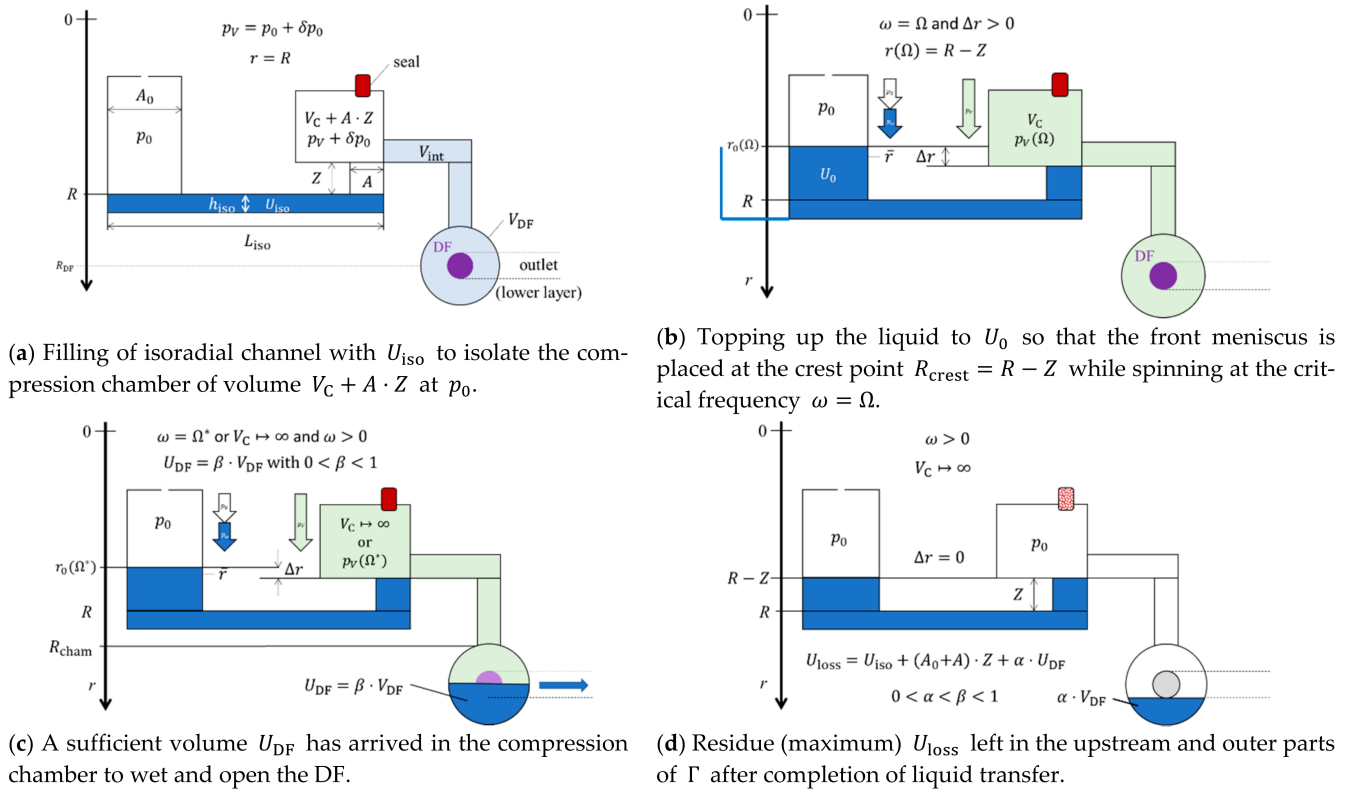 0
p_V = p_0 + δp_0
r = R
seal
A_0
p_0
V_C + A · Z
p_V + δp_0
V_int
Z
A
R
h_iso
U_iso
L_iso
V_DF
DF
R_DF
outlet
(lower layer)
(a) Filling of isoradial channel with U_iso to isolate the com-
pression chamber of volume V_C + A · Z at p_0.
0
ω = Ω and Δr > 0
r(Ω) = R − Z
p_0
p_0
p_ω
p_V
V_C
p_V(Ω)
r_0(Ω)
r̄
Δr
U_0
R
DF
r
(b) Topping up the liquid to U_0 so that the front meniscus is
placed at the crest point R_crest = R − Z while spinning at the crit-
ical frequency ω = Ω.
0
ω = Ω* or V_C ↦ ∞ and ω > 0
U_DF = β · V_DF with 0 < β < 1
p_0
p_0
p_ω
p_V
V_C ↦ ∞
or
p_V(Ω*)
r_0(Ω*)
r̄
Δr
R
R_cham
r
U_DF = β · V_DF
(c) A sufficient volume U_DF has arrived in the compression
chamber to wet and open the DF.
0
ω > 0
V_C ↦ ∞
p_0
Δr = 0
p_0
R − Z
Z
R
U_loss = U_iso + (A_0+A) · Z + α · U_DF
r
0 < α < β < 1
α · V_DF
(d) Residue (maximum) U_loss left in the upstream and outer parts
of Γ after completion of liquid transfer.